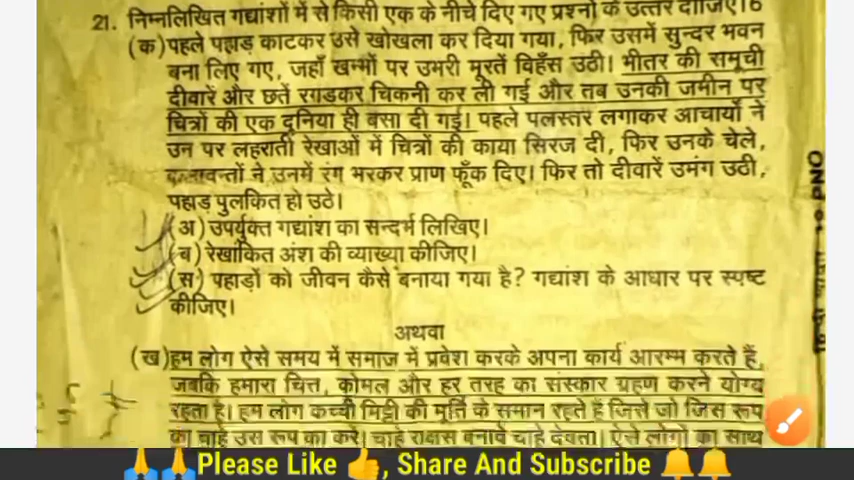 21. निम्नलिखित गद्यांशों में से किसी एक के नीचे दिए गए प्रश्नों के उत्तर दीजिए।6
(क) पहले पहाड़ काटकर उसे खोखला कर दिया गया, फिर उसमें सुन्दर भवन
बना लिए गए, जहाँ खम्भों पर उभरी मूरतें विहँस उठी। भीतर की समूची
दीवारें और छतें रगड़कर चिकनी कर ली गई और तब उनकी जमीन पर
चित्रों की एक दुनिया ही बसा दी गई। पहले पलस्तर लगाकर आचार्यों ने
उन पर लहराती रेखाओं में चित्रों की काया सिरज दी, फिर उनके चेले,
कलावन्तों ने उनमें रंग भरकर प्राण फूँक दिए। फिर तो दीवारें उमंग उठी,
पहाड़ पुलकित हो उठे।
(अ) उपर्युक्त गद्यांश का सन्दर्भ लिखिए।
(ब) रेखांकित अंश की व्याख्या कीजिए।
(स) पहाड़ों को जीवन कैसे बनाया गया है? गद्यांश के आधार पर स्पष्ट
कीजिए।
अथवा
(ख) हम लोग ऐसे समय में समाज में प्रवेश करके अपना कार्य आरम्भ करते हैं,
जबकि हमारा चित्त, कोमल और हर तरह का संस्कार ग्रहण करने योग्य
रहता है। हम लोग कच्ची मिट्टी की मूर्ति के समान रहते हैं जिसे जो जिस रूप
का चाहे उस रूप का करे। चाहे राक्षस बनावे चाहे देवता। ऐसे लोगों का साथ
Please Like 👍, Share And Subscribe